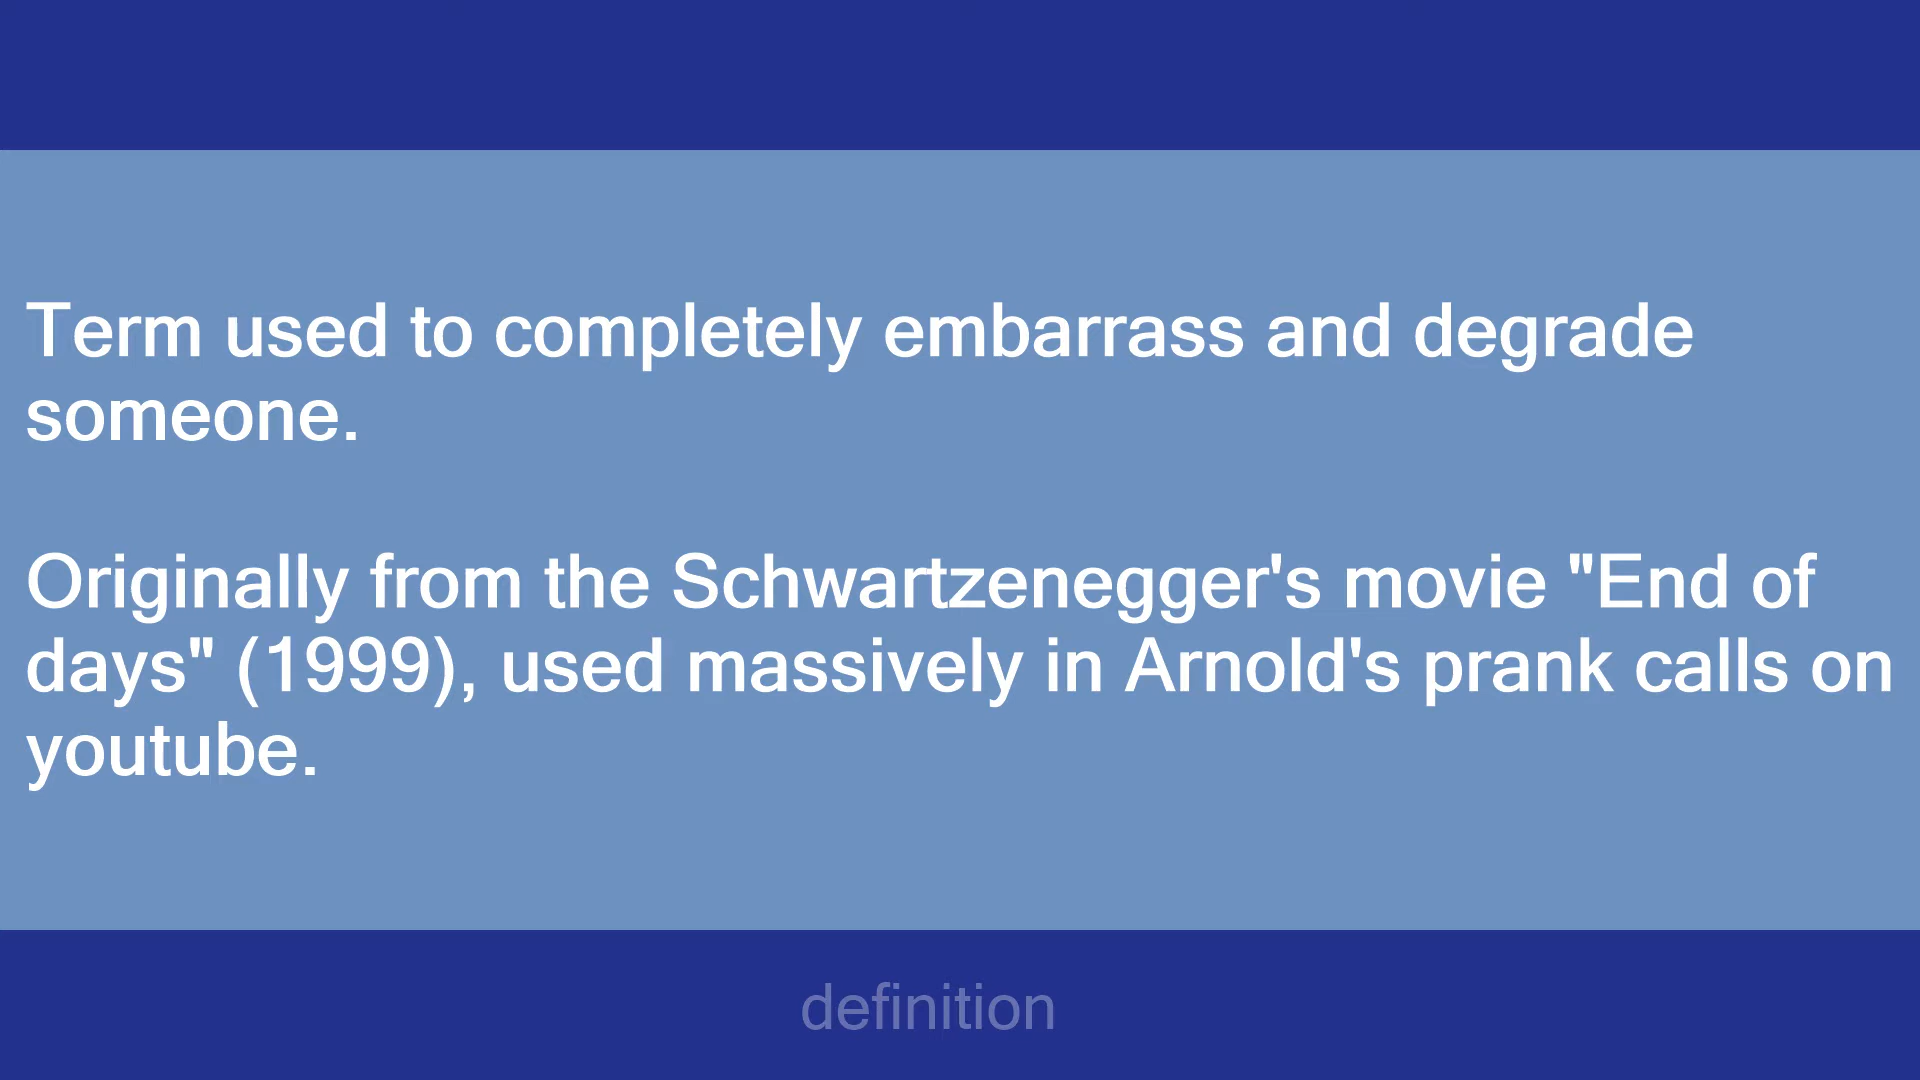 Term used to completely embarrass and degrade
someone.
Originally from the Schwartzenegger's movie "End of
days" (1999), used massively in Arnold's prank calls on
youtube.
definition